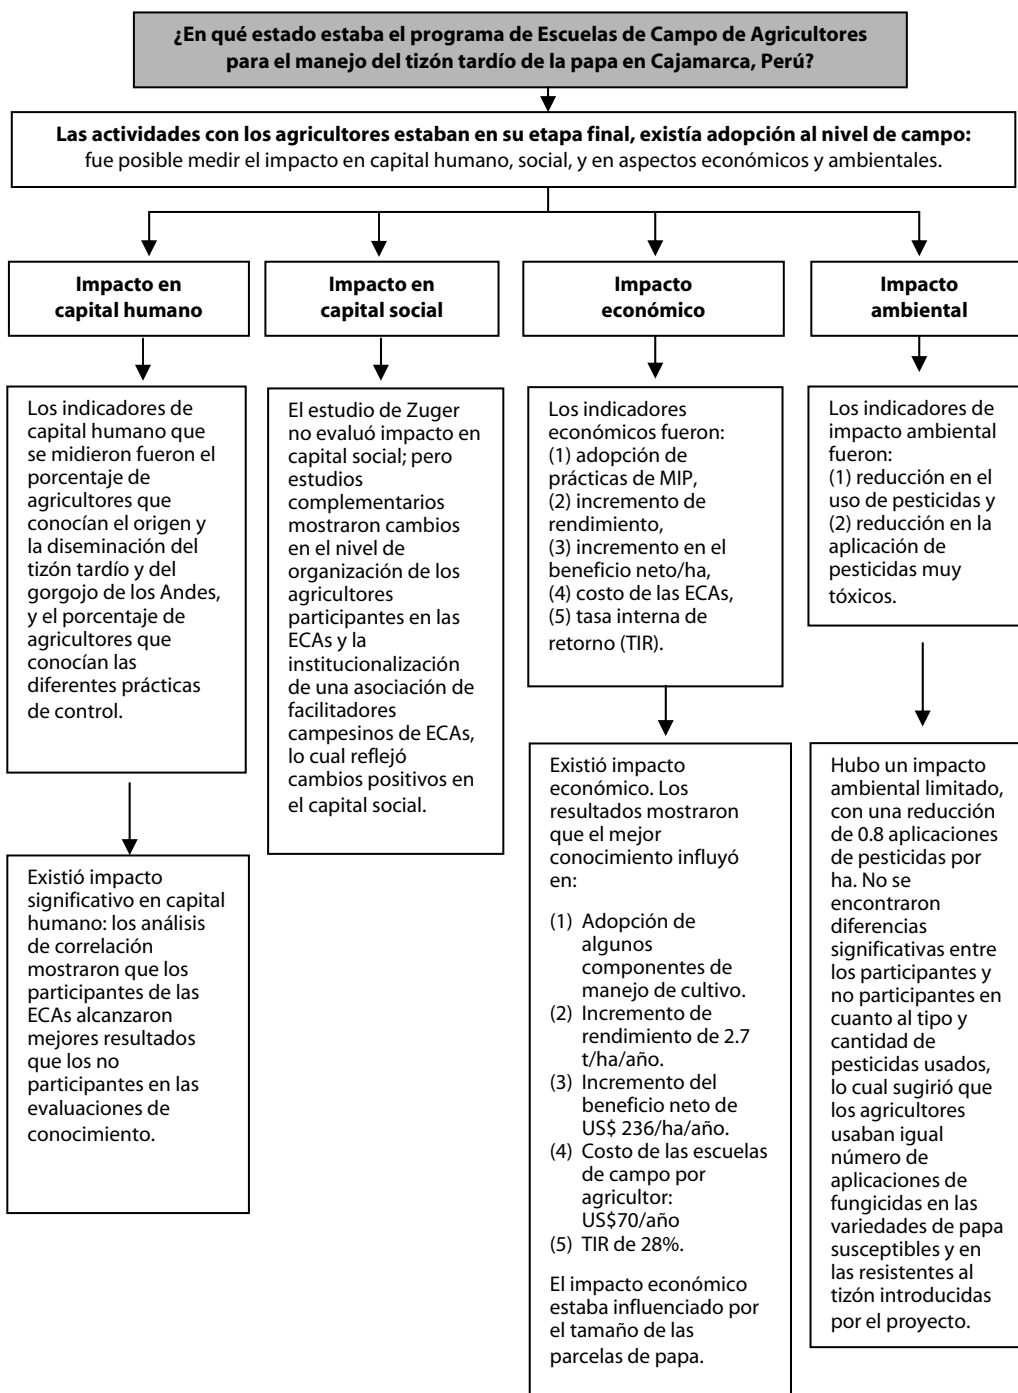 ¿En qué estado estaba el programa de Escuelas de Campo de Agricultores
para el manejo del tizón tardío de la papa en Cajamarca, Perú?
Las actividades con los agricultores estaban en su etapa final, existía adopción al nivel de campo:
fue posible medir el impacto en capital humano, social, y en aspectos económicos y ambientales.
Impacto en
capital humano
Los indicadores de
capital humano que
se midieron fueron el
porcentaje de
agricultores que
conocían el origen y
la diseminación del
tizón tardío y del
gorgojo de los Andes,
y el porcentaje de
agricultores que
conocían las
diferentes prácticas
de control.
Existió impacto
significativo en capital
humano: los análisis
de correlación
mostraron que los
participantes de las
ECAs alcanzaron
mejores resultados
que los no
participantes en las
evaluaciones de
conocimiento.
Impacto en
capital social
El estudio de Zuger
no evaluó impacto en
capital social; pero
estudios
complementarios
mostraron cambios
en el nivel de
organización de los
agricultores
participantes en las
ECAs y la
institucionalización
de una asociación de
facilitadores
campesinos de ECAs,
lo cual reflejó
cambios positivos en
el capital social.
Impacto
económico
Los indicadores
económicos fueron:
(1) adopción de
prácticas de MIP,
(2) incremento de
rendimiento,
(3) incremento en el
beneficio neto/ha,
(4) costo de las ECAs,
(5) tasa interna de
retorno (TIR).
Existió impacto
económico. Los
resultados mostraron
que el mejor
conocimiento influyó
en:
(1) Adopción de
algunos
componentes de
manejo de cultivo.
(2) Incremento de
rendimiento de 2.7
t/ha/año.
(3) Incremento del
beneficio neto de
US$ 236/ha/año.
(4) Costo de las escuelas
de campo por
agricultor:
US$70/año
(5) TIR de 28%.
El impacto económico
estaba influenciado por
el tamaño de las
parcelas de papa.
Impacto
ambiental
Los indicadores de
impacto ambiental
fueron:
(1) reducción en el
uso de pesticidas y
(2) reducción en la
aplicación de
pesticidas muy
tóxicos.
Hubo un impacto
ambiental limitado,
con una reducción
de 0.8 aplicaciones
de pesticidas por
ha. No se
encontraron
diferencias
significativas entre
los participantes y
no participantes en
cuanto al tipo y
cantidad de
pesticidas usados,
lo cual sugirió que
los agricultores
usaban igual
número de
aplicaciones de
fungicidas en las
variedades de papa
susceptibles y en
las resistentes al
tizón introducidas
por el proyecto.